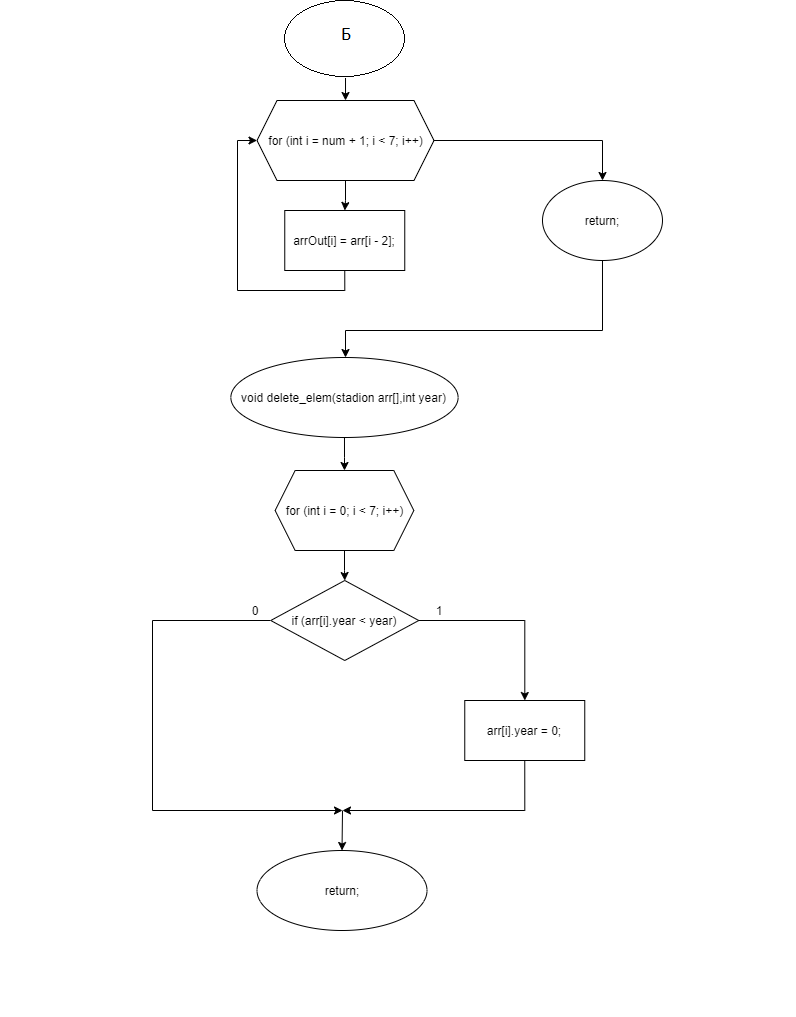 Б
for (int i = num + 1; i < 7; i++)
arrOut[i] = arr[i - 2];
return;
void delete_elem(stadion arr[],int year)
for (int i = 0; i < 7; i++)
0
1
if (arr[i].year < year)
arr[i].year = 0;
return;